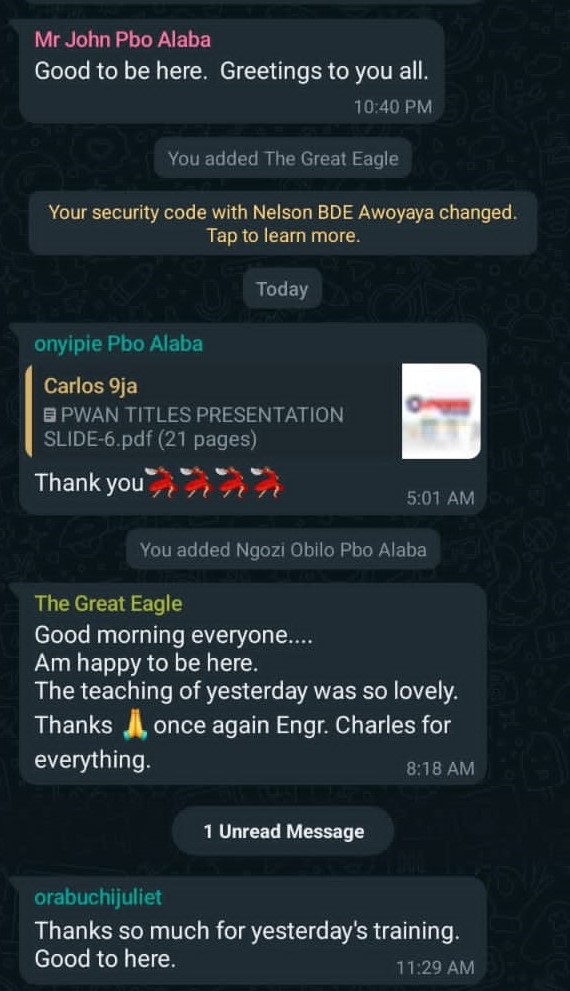 Mr John Pbo Alaba
Good to be here.  Greetings to you all.
10:40 PM
You added The Great Eagle
Your security code with Nelson BDE Awoyaya changed.
Tap to learn more.
Today
onyipie Pbo Alaba
Carlos 9ja
PWAN TITLES PRESENTATION
SLIDE-6.pdf (21 pages)
Thank you💃💃💃💃
5:01 AM
You added Ngozi Obilo Pbo Alaba
The Great Eagle
Good morning everyone....
Am happy to be here.
The teaching of yesterday was so lovely.
Thanks 🙏 once again Engr. Charles for
everything.
8:18 AM
1 Unread Message
orabuchijuliet
Thanks so much for yesterday's training.
Good to here.
11:29 AM